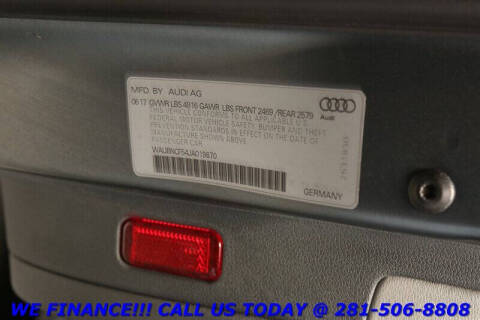 MFD. BY AUDI AG
06 17 GVWR LBS 4816 GAWR LBS FRONT 2469 /REAR 2579
THIS VEHICLE CONFORMS TO ALL APPLICABLE U.S.
FEDERAL MOTOR VEHICLE SAFETY, BUMPER AND THEFT
PREVENTION STANDARDS IN EFFECT ON THE DATE OF
MANUFACTURE SHOWN ABOVE.
PASSENGER CAR
Audi
GERMANY
WE FINANCE!!! CALL US TODAY @ 281-506-8808